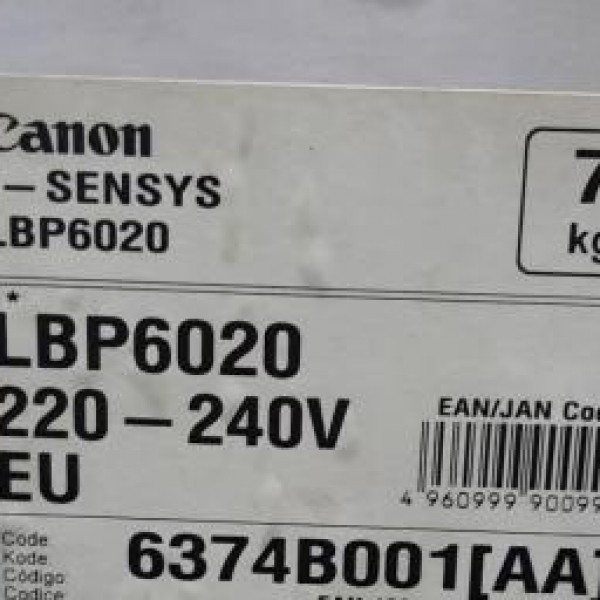 Canon
-SENSYS
LBP6020
7
kg
*
LBP6020
220-240V
EU
EAN/JAN Co
4 960999 9009
Code
Kode
Código
Codice
6374B001[AA]